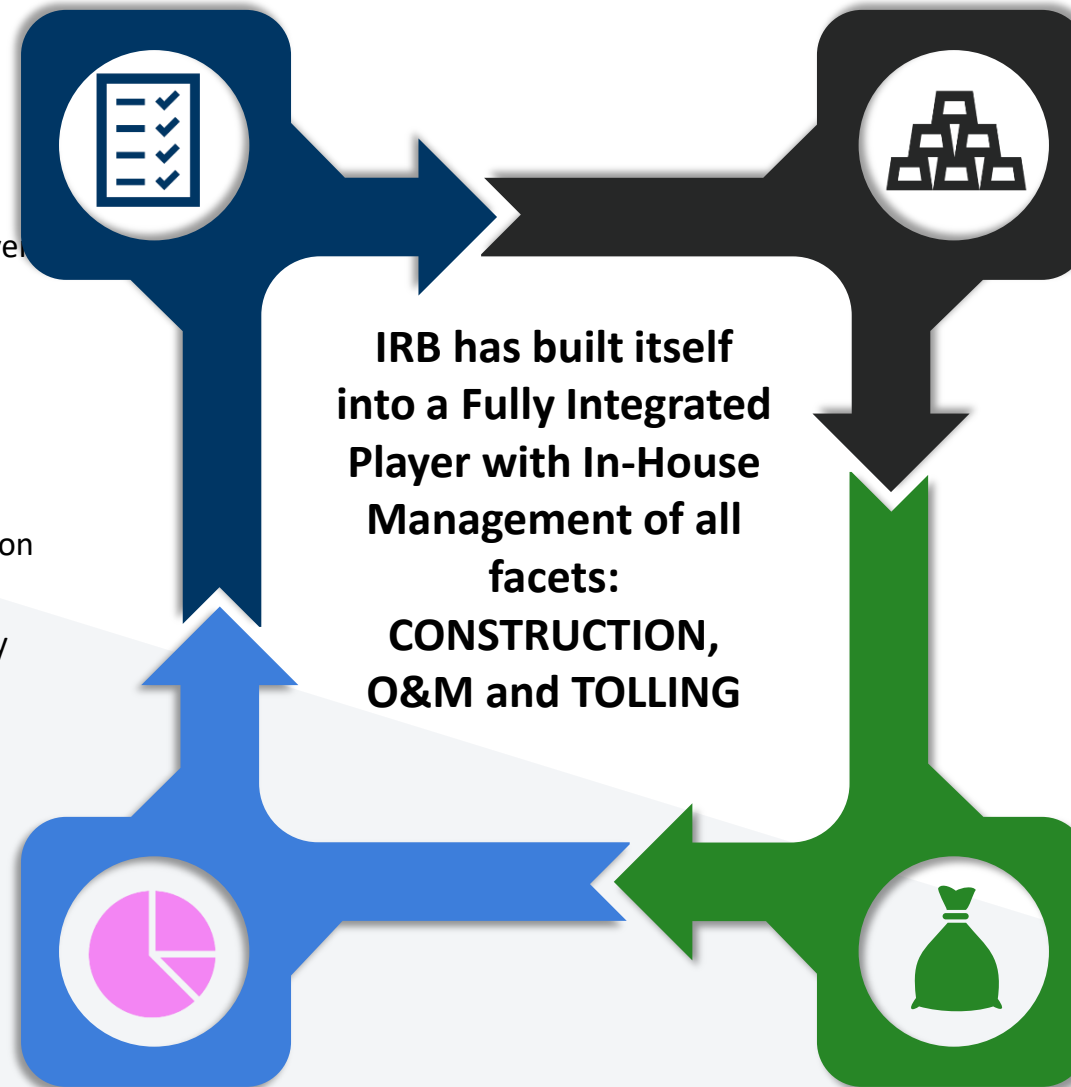 IRB has built itself
into a Fully Integrated
Player with In-House
Management of all
facets:
CONSTRUCTION,
O&M and TOLLING